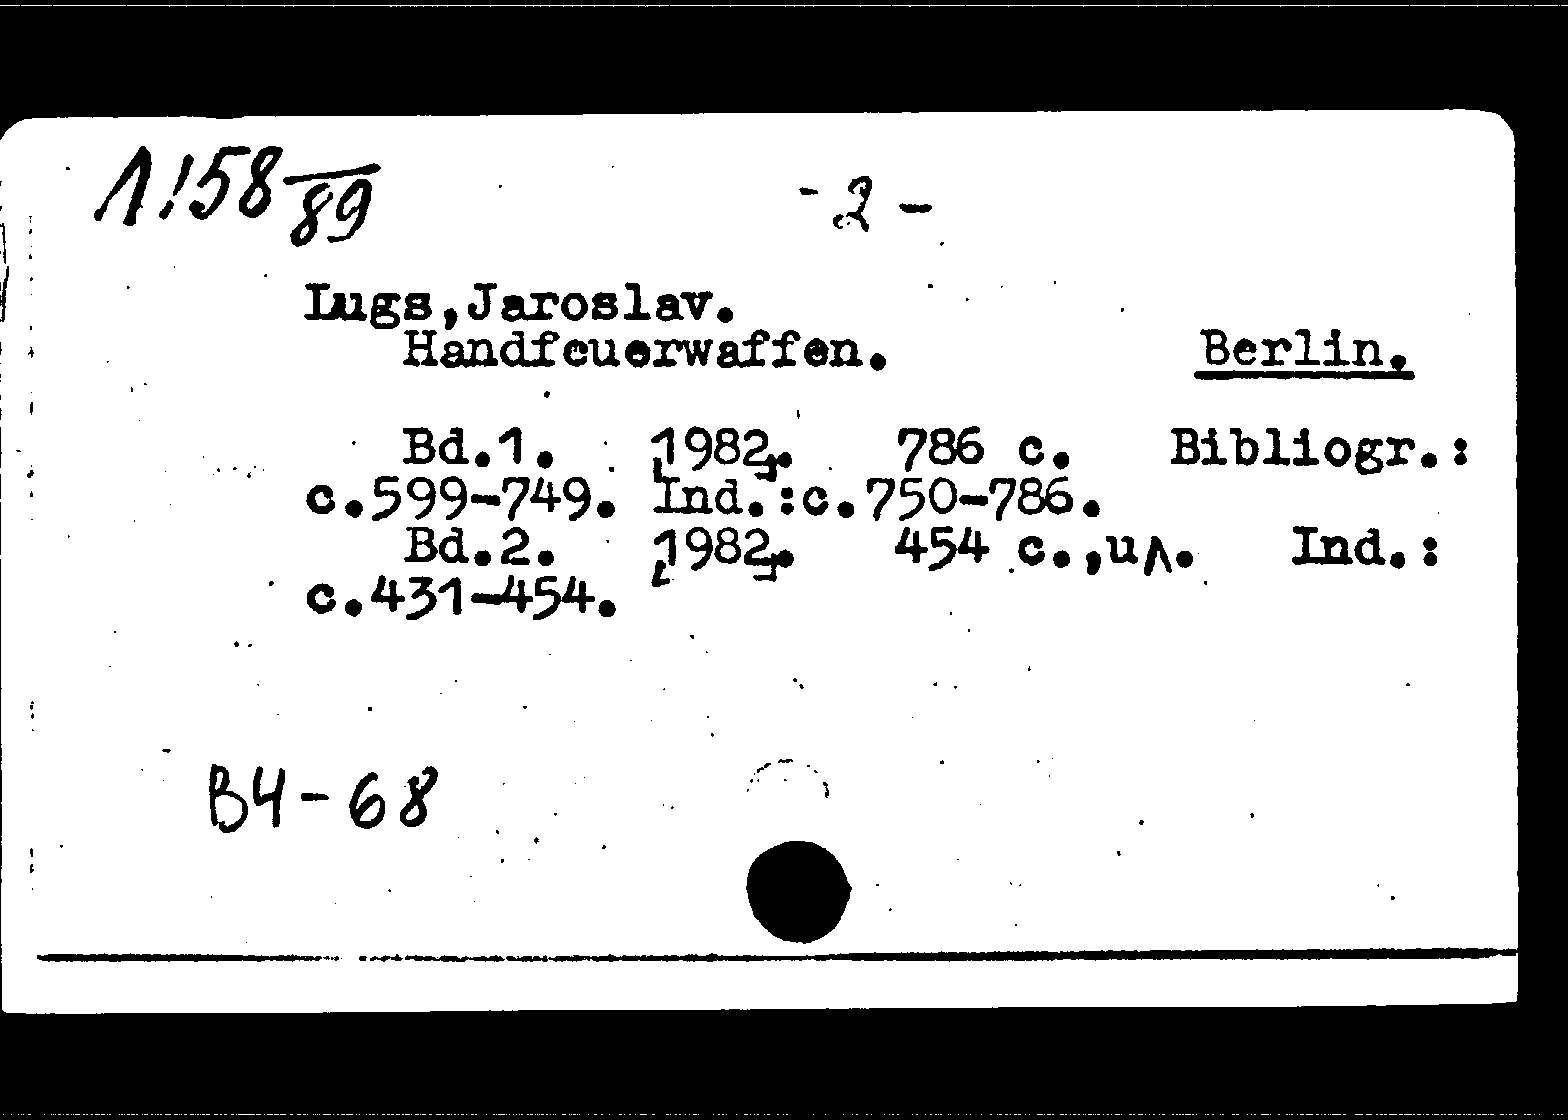 Л!58/89
- 2 -
Lugs,Jaroslav.
Handfeuerwaffen. Berlin.
Bd.1. [1982]. 786 с. Bibliogr.:
с.599-749. Ind.:с.750-786.
Bd.2. [1982]. 454 с.,ил. Ind.:
с.431-454.
В4-68